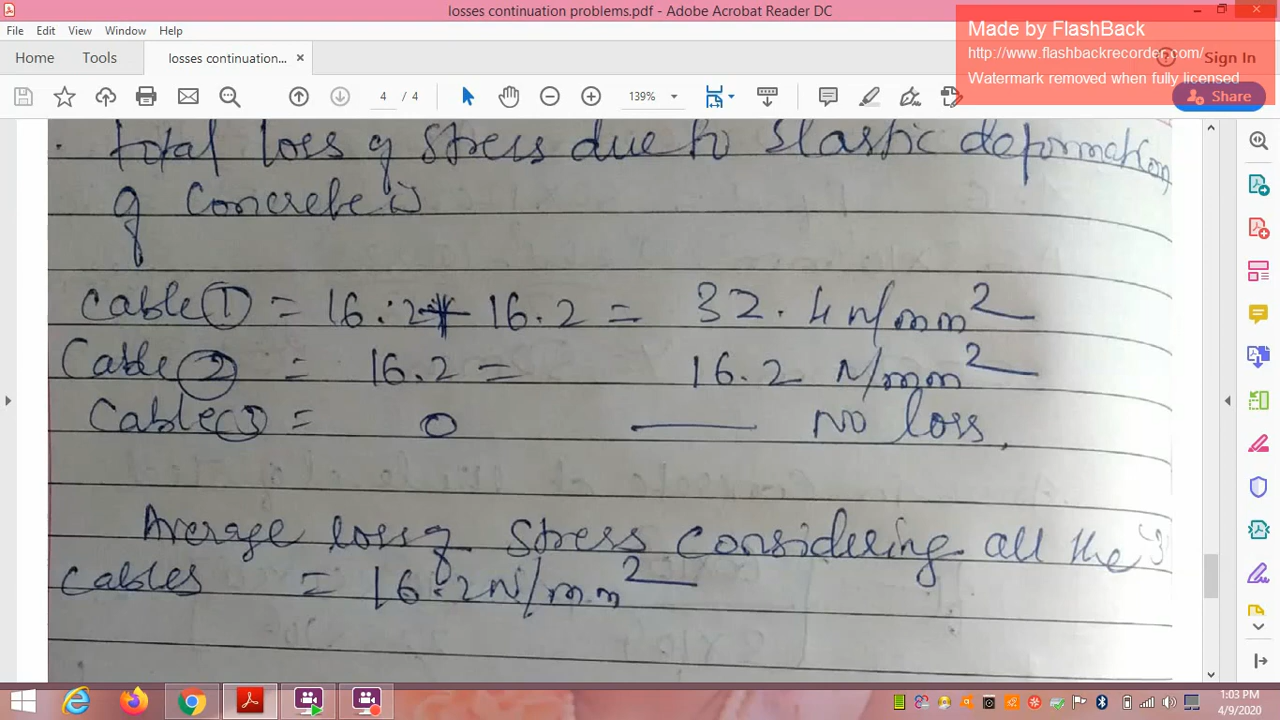 losses continuation problems.pdf - Adobe Acrobat Reader DC
Made by FlashBack
http://www.flashbackrecorder.com/
Watermark removed when fully licensed
File Edit View Window Help
Home Tools losses continuation... × Sign In
4 / 4 139% Share
. total loss of stress due to Elastic deformation
of Concrete is
Cable 1 = 16.2 + 16.2 = 32.4 N/mm²
Cable 2 = 16.2 = 16.2 N/mm²
Cable 3 = 0 — No loss.
Average loss of stress considering all the 3
Cables = 16.2 N/mm²
1:03 PM
4/9/2020